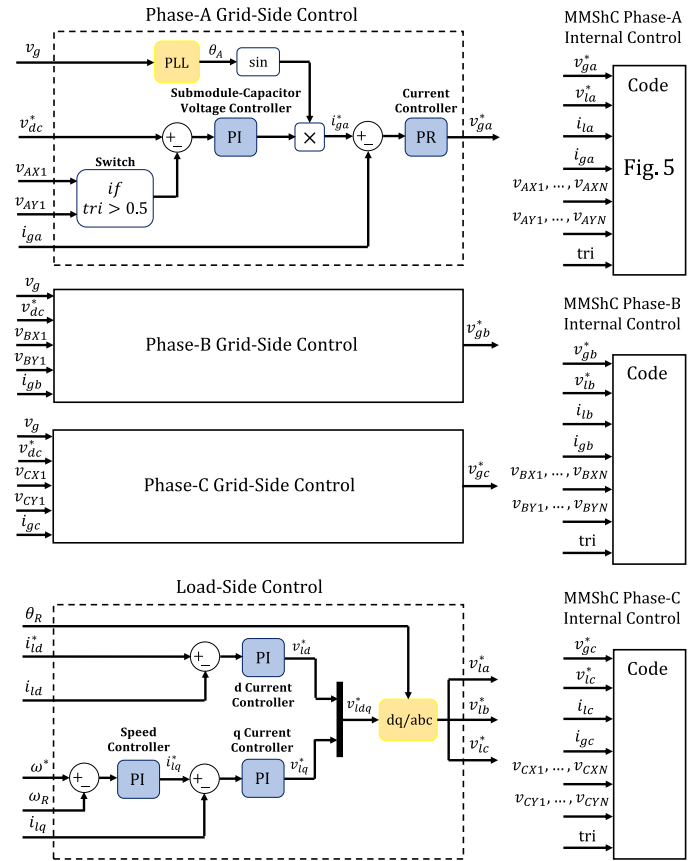 Phase-A Grid-Side Control
v_g
PLL
θ_A
sin
Submodule-Capacitor
Voltage Controller
Current
Controller
v*_dc
+
−
PI
×
i*_ga
+
−
PR
v*_ga
Switch
v_AX1
v_AY1
if
tri > 0.5
i_ga
MMShC Phase-A
Internal Control
v*_ga
v*_la
i_la
i_ga
v_AX1, …, v_AXN
v_AY1, …, v_AYN
tri
Code
Fig. 5
v_g
v*_dc
v_BX1
v_BY1
i_gb
Phase-B Grid-Side Control
v*_gb
MMShC Phase-B
Internal Control
v*_gb
v*_lb
i_lb
i_gb
v_BX1, …, v_BXN
v_BY1, …, v_BYN
tri
Code
v_g
v*_dc
v_CX1
v_CY1
i_gc
Phase-C Grid-Side Control
v*_gc
Load-Side Control
θ_R
i*_ld
+
−
PI
v*_ld
i_ld
d Current
Controller
v*_ldq
dq/abc
v*_la
v*_lb
v*_lc
Speed
Controller
q Current
Controller
ω*
+
−
PI
i*_lq
+
−
PI
v*_lq
ω_R
i_lq
MMShC Phase-C
Internal Control
v*_gc
v*_lc
i_lc
i_gc
v_CX1, …, v_CXN
v_CY1, …, v_CYN
tri
Code